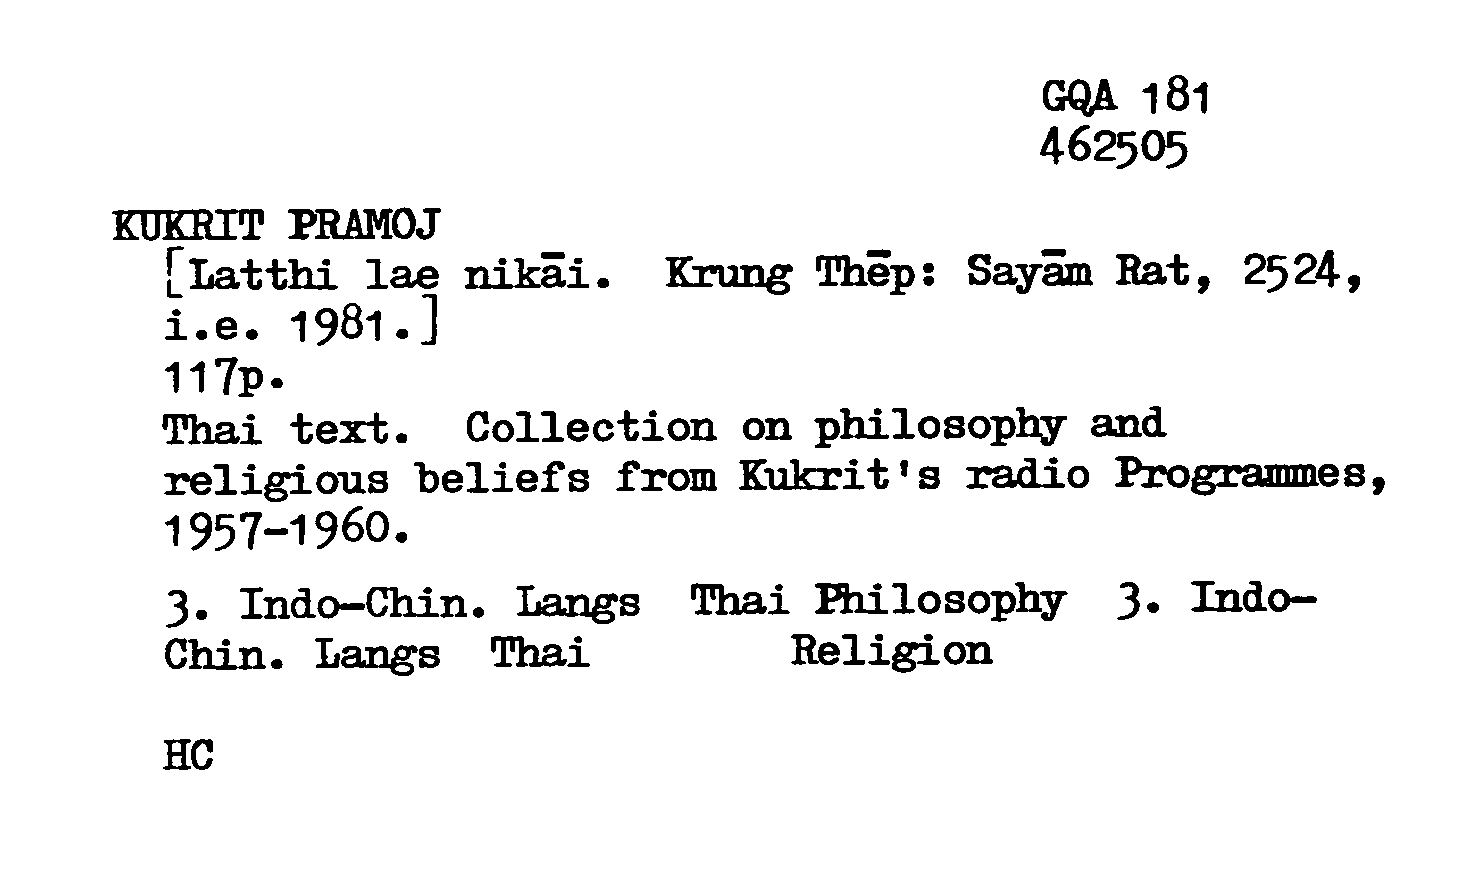 GQA 181
462505
KUKRIT PRAMOJ
[Latthi lae nikāi. Krung Thēp: Sayām Rat, 2524,
i.e. 1981.]
117p.
Thai text. Collection on philosophy and
religious beliefs from Kukrit's radio Programmes,
1957-1960.
3. Indo-Chin. Langs Thai Philosophy 3. Indo-
Chin. Langs Thai Religion
HC